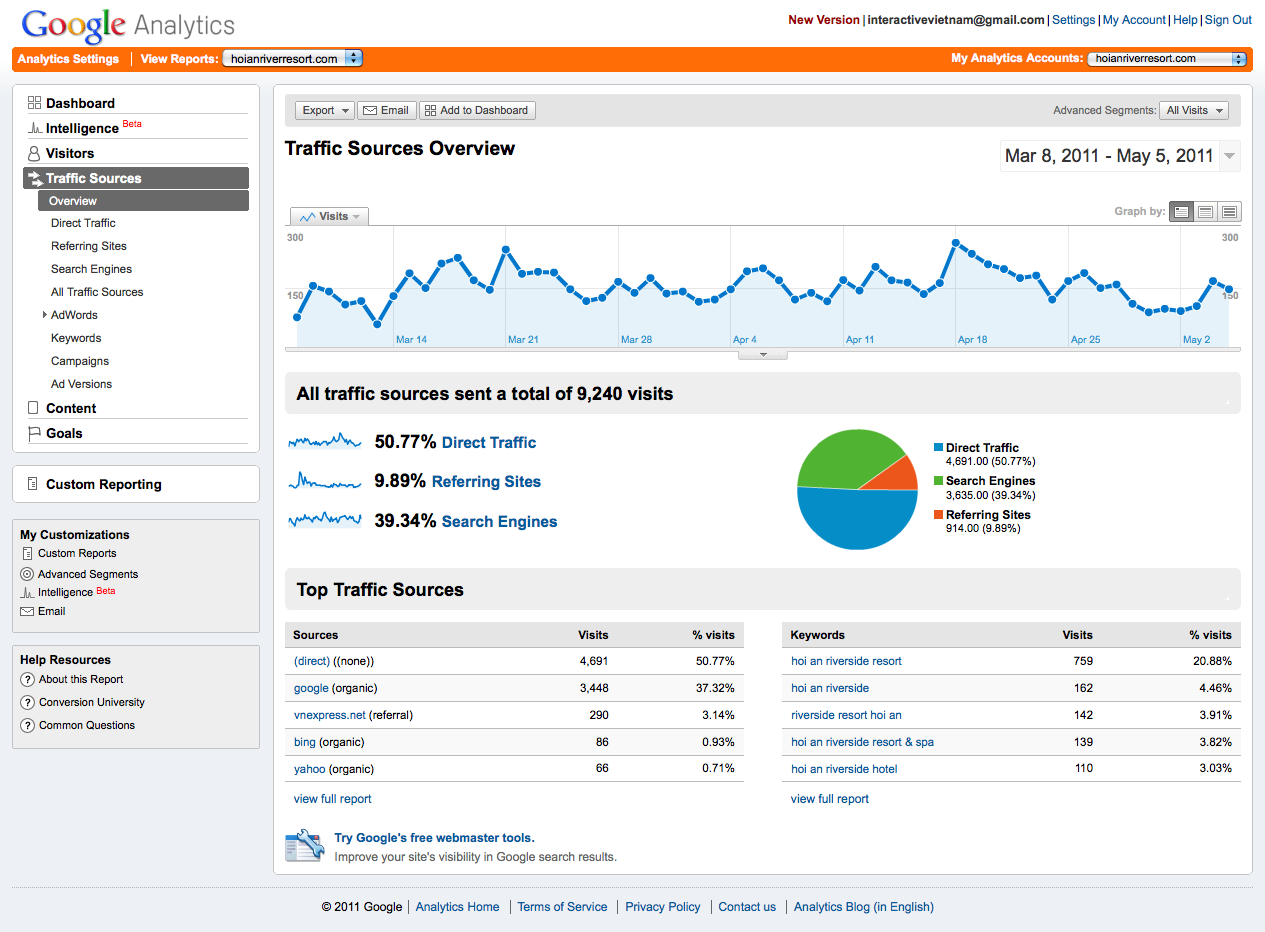 Google Analytics
New Version | interactivevietnam@gmail.com | Settings | My Account | Help | Sign Out
Analytics Settings | View Reports: hoianriverresort.com
My Analytics Accounts: hoianriverresort.com
Dashboard
Intelligence Beta
Visitors
Traffic Sources
Overview
Direct Traffic
Referring Sites
Search Engines
All Traffic Sources
AdWords
Keywords
Campaigns
Ad Versions
Content
Goals
Custom Reporting
My Customizations
Custom Reports
Advanced Segments
Intelligence Beta
Email
Help Resources
? About this Report
? Conversion University
? Common Questions
Export Email Add to Dashboard
Advanced Segments: All Visits
Traffic Sources Overview
Mar 8, 2011 - May 5, 2011
Visits
Graph by:
300 300
150 150
Mar 14 Mar 21 Mar 28 Apr 4 Apr 11 Apr 18 Apr 25 May 2
All traffic sources sent a total of 9,240 visits
50.77% Direct Traffic
9.89% Referring Sites
39.34% Search Engines
Direct Traffic
4,691.00 (50.77%)
Search Engines
3,635.00 (39.34%)
Referring Sites
914.00 (9.89%)
Top Traffic Sources
Sources Visits % visits
(direct) ((none)) 4,691 50.77%
google (organic) 3,448 37.32%
vnexpress.net (referral) 290 3.14%
bing (organic) 86 0.93%
yahoo (organic) 66 0.71%
view full report
Keywords Visits % visits
hoi an riverside resort 759 20.88%
hoi an riverside 162 4.46%
riverside resort hoi an 142 3.91%
hoi an riverside resort & spa 139 3.82%
hoi an riverside hotel 110 3.03%
view full report
Try Google's free webmaster tools.
Improve your site's visibility in Google search results.
© 2011 Google | Analytics Home | Terms of Service | Privacy Policy | Contact us | Analytics Blog (in English)